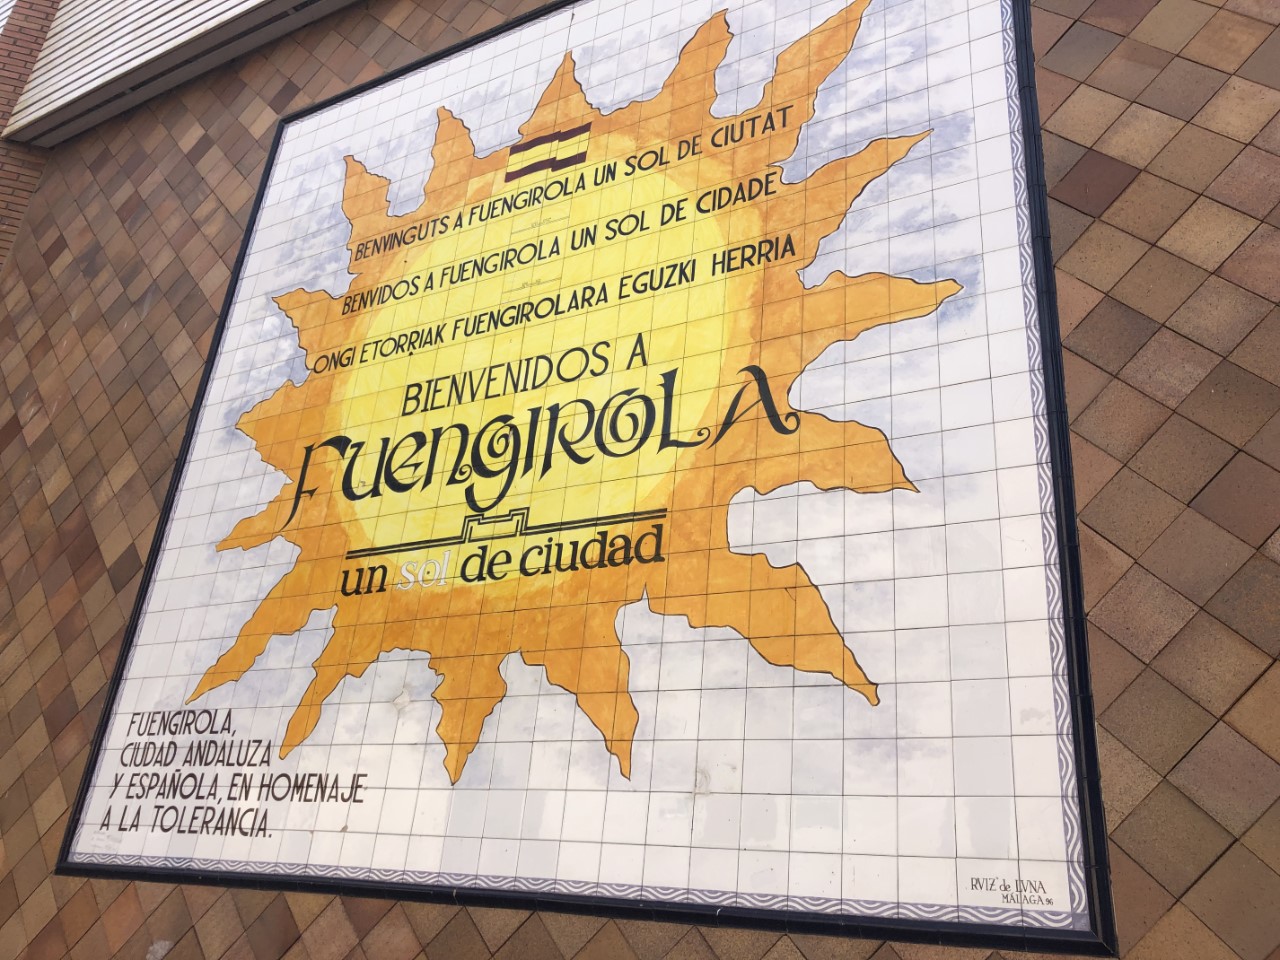 BENVINGUTS A FUENGIROLA UN SOL DE CIUTAT
BENVIDOS A FUENGIROLA UN SOL DE CIDADE
ONGI ETORRIAK FUENGIROLARA EGUZKI HERRIA
BIENVENIDOS A
FUENGIROLA
un sol de ciudad
FUENGIROLA,
CIUDAD ANDALUZA
Y ESPAÑOLA, EN HOMENAJE
A LA TOLERANCIA.
RVIZ de LVNA
MÁLAGA 96